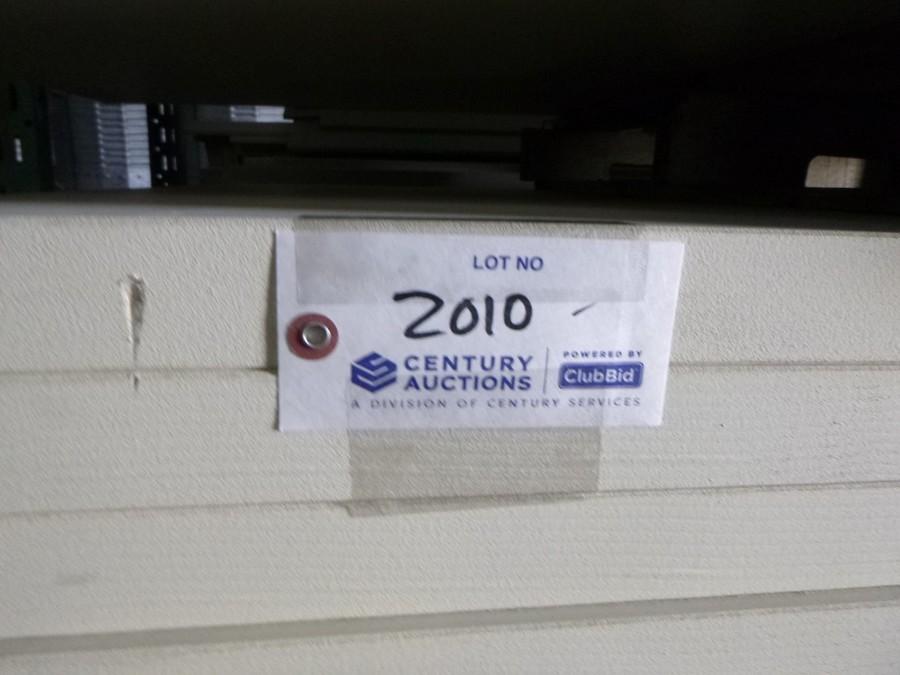 LOT NO
2010
CENTURY AUCTIONS
POWERED BY
ClubBid
A DIVISION OF CENTURY SERVICES